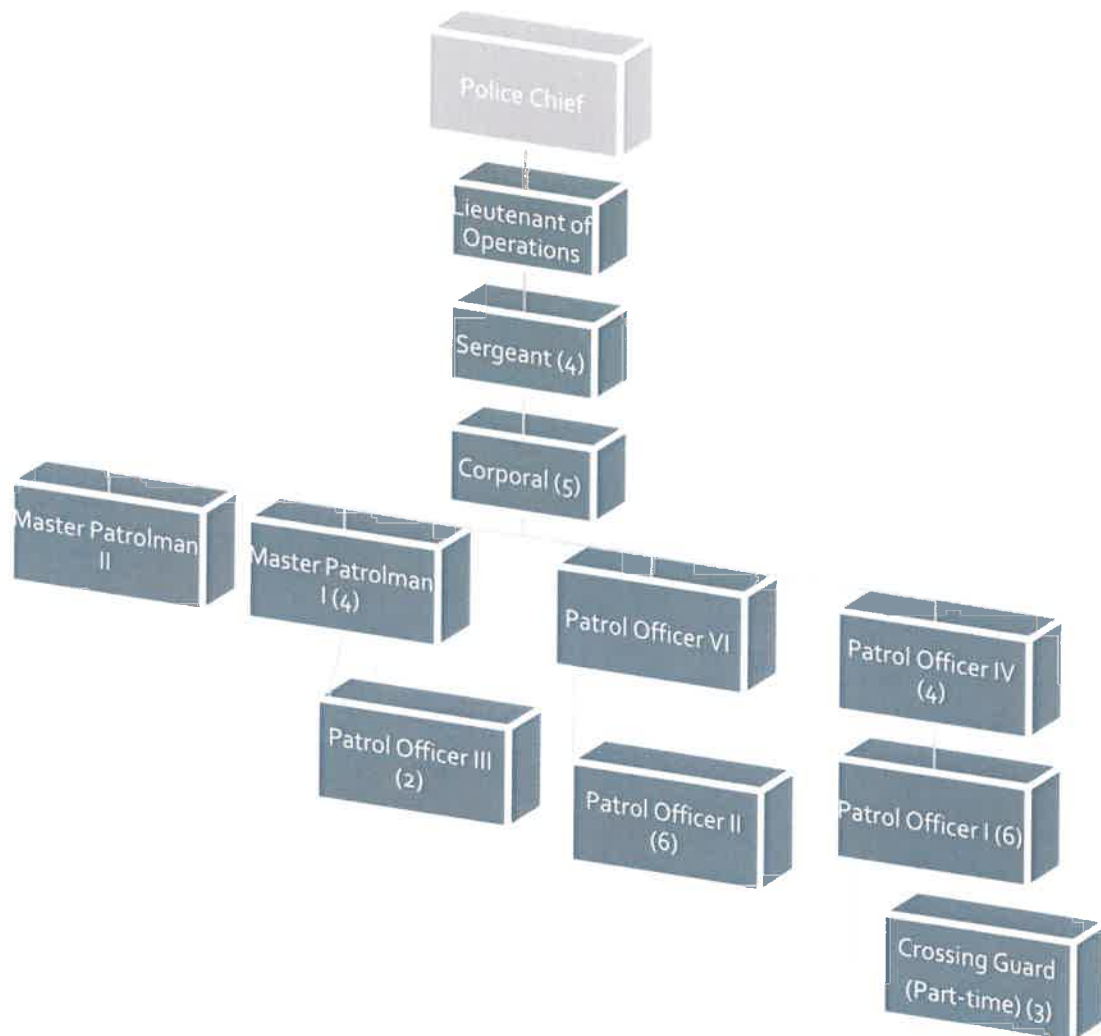 Police Chief
Lieutenant of
Operations
Sergeant (4)
Corporal (5)
Master Patrolman
II
Master Patrolman
I (4)
Patrol Officer VI
Patrol Officer IV
(4)
Patrol Officer III
(2)
Patrol Officer II
(6)
Patrol Officer I (6)
Crossing Guard
(Part-time) (3)